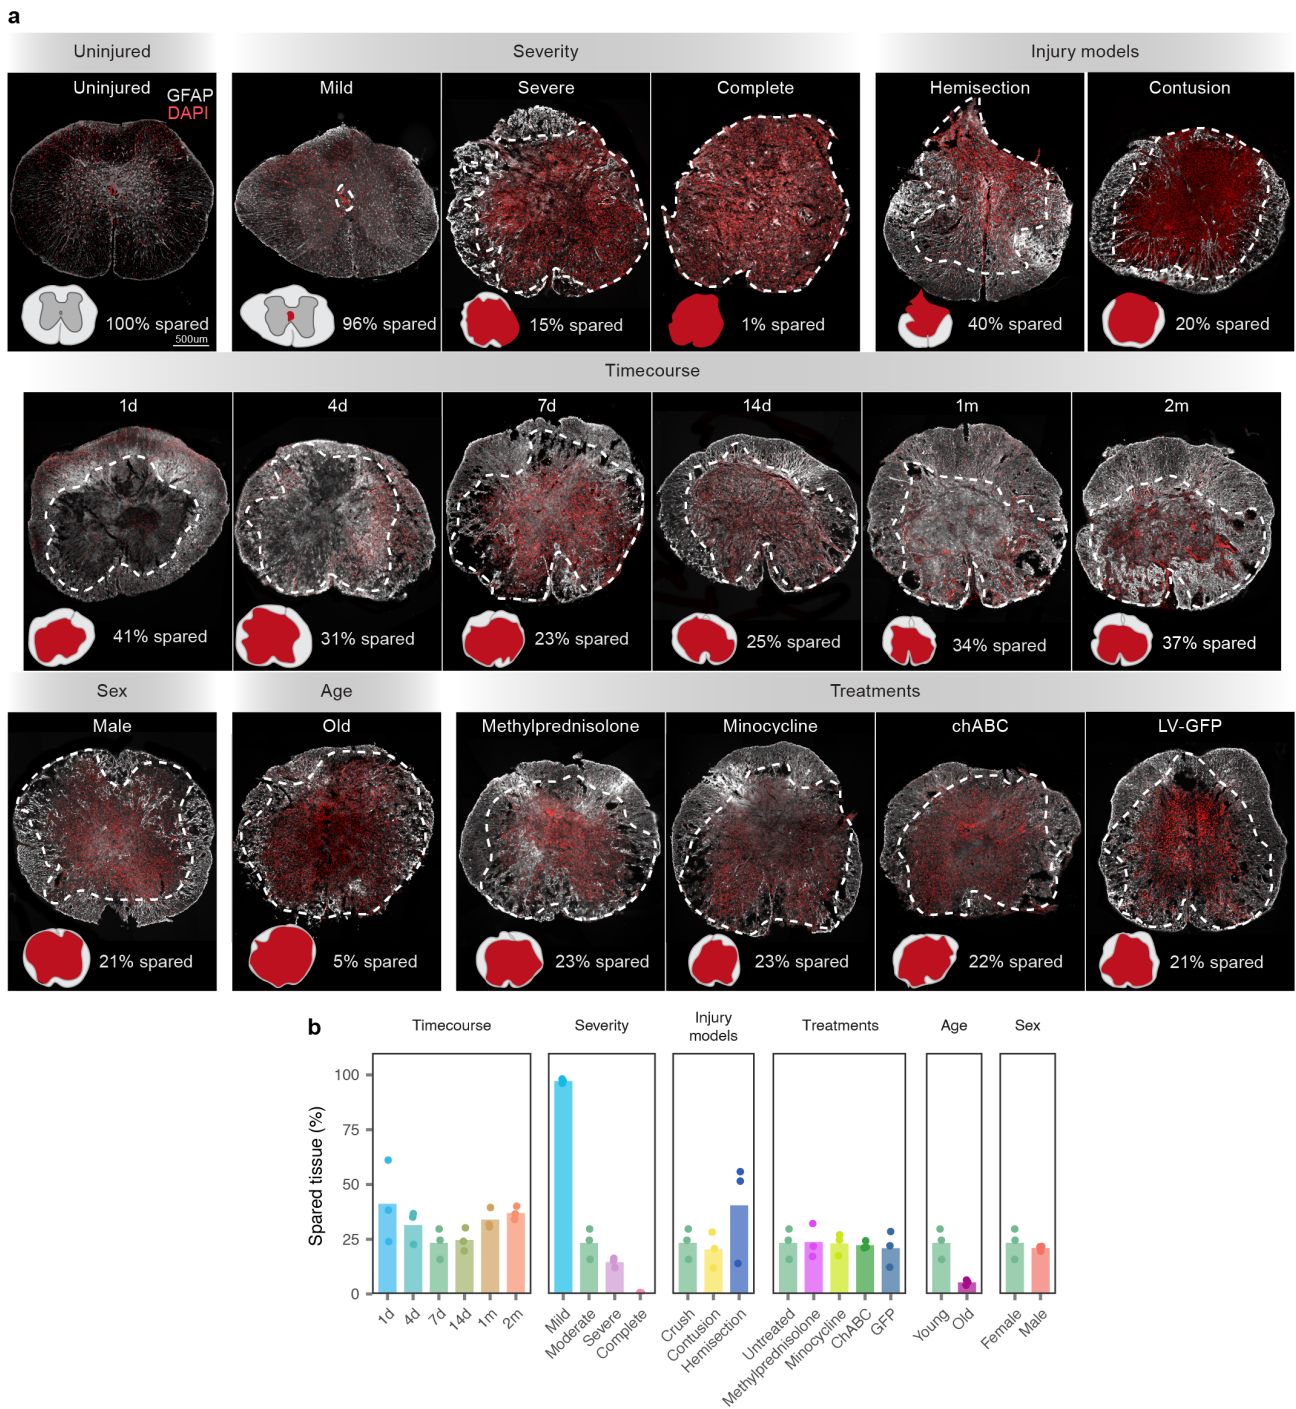 a
Uninjured
Severity
Injury models
Uninjured
GFAP
DAPI
Mild
Severe
Complete
Hemisection
Contusion
100% spared
500um
96% spared
15% spared
1% spared
40% spared
20% spared
Timecourse
1d
4d
7d
14d
1m
2m
41% spared
31% spared
23% spared
25% spared
34% spared
37% spared
Sex
Age
Treatments
Male
Old
Methylprednisolone
Minocycline
chABC
LV-GFP
21% spared
5% spared
23% spared
23% spared
22% spared
21% spared
b
Timecourse
Severity
Injury
models
Treatments
Age
Sex
Spared tissue (%)
100
75
50
25
0
1d
4d
7d
14d
1m
2m
Mild
Moderate
Severe
Complete
Crush
Contusion
Hemisection
Untreated
Methylprednisolone
Minocycline
ChABC
GFP
Young
Old
Female
Male